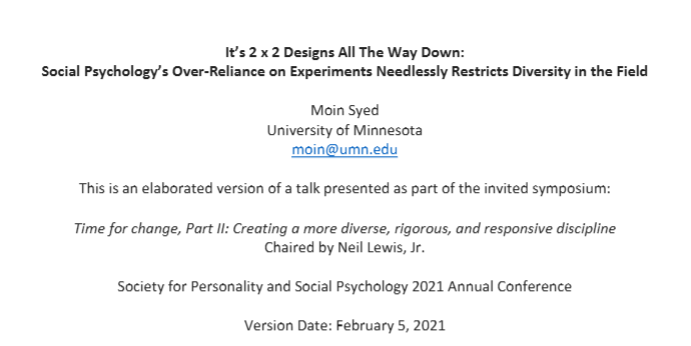 It's 2 x 2 Designs All The Way Down:
Social Psychology's Over-Reliance on Experiments Needlessly Restricts Diversity in the Field
Moin Syed
University of Minnesota
moin@umn.edu
This is an elaborated version of a talk presented as part of the invited symposium:
Time for change, Part II: Creating a more diverse, rigorous, and responsive discipline
Chaired by Neil Lewis, Jr.
Society for Personality and Social Psychology 2021 Annual Conference
Version Date: February 5, 2021